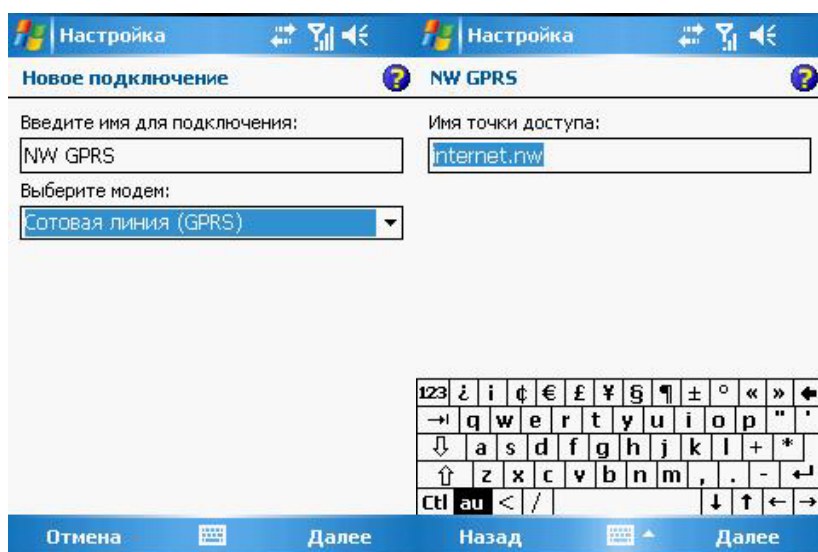 Настройка
Новое подключение
Введите имя для подключения:
NW GPRS
Выберите модем:
Сотовая линия (GPRS)
Отмена Далее
Настройка
NW GPRS
Имя точки доступа:
internet.nw
123 ¿ i ¢ € £ ¥ § ¶ ± ° « »
q w e r t y u i o p " '
a s d f g h j k l + *
z x c v b n m , . -
Ctl au < /
Назад Далее